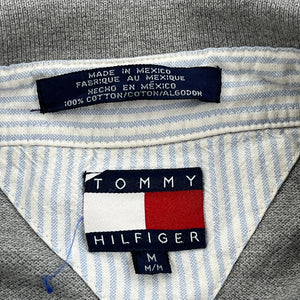 MADE IN MEXICO
FABRIQUE AU MEXIQUE
HECHO EN MÉXICO
100% COTTON/COTON/ALGODON
TOMMY
HILFIGER
M
M/M